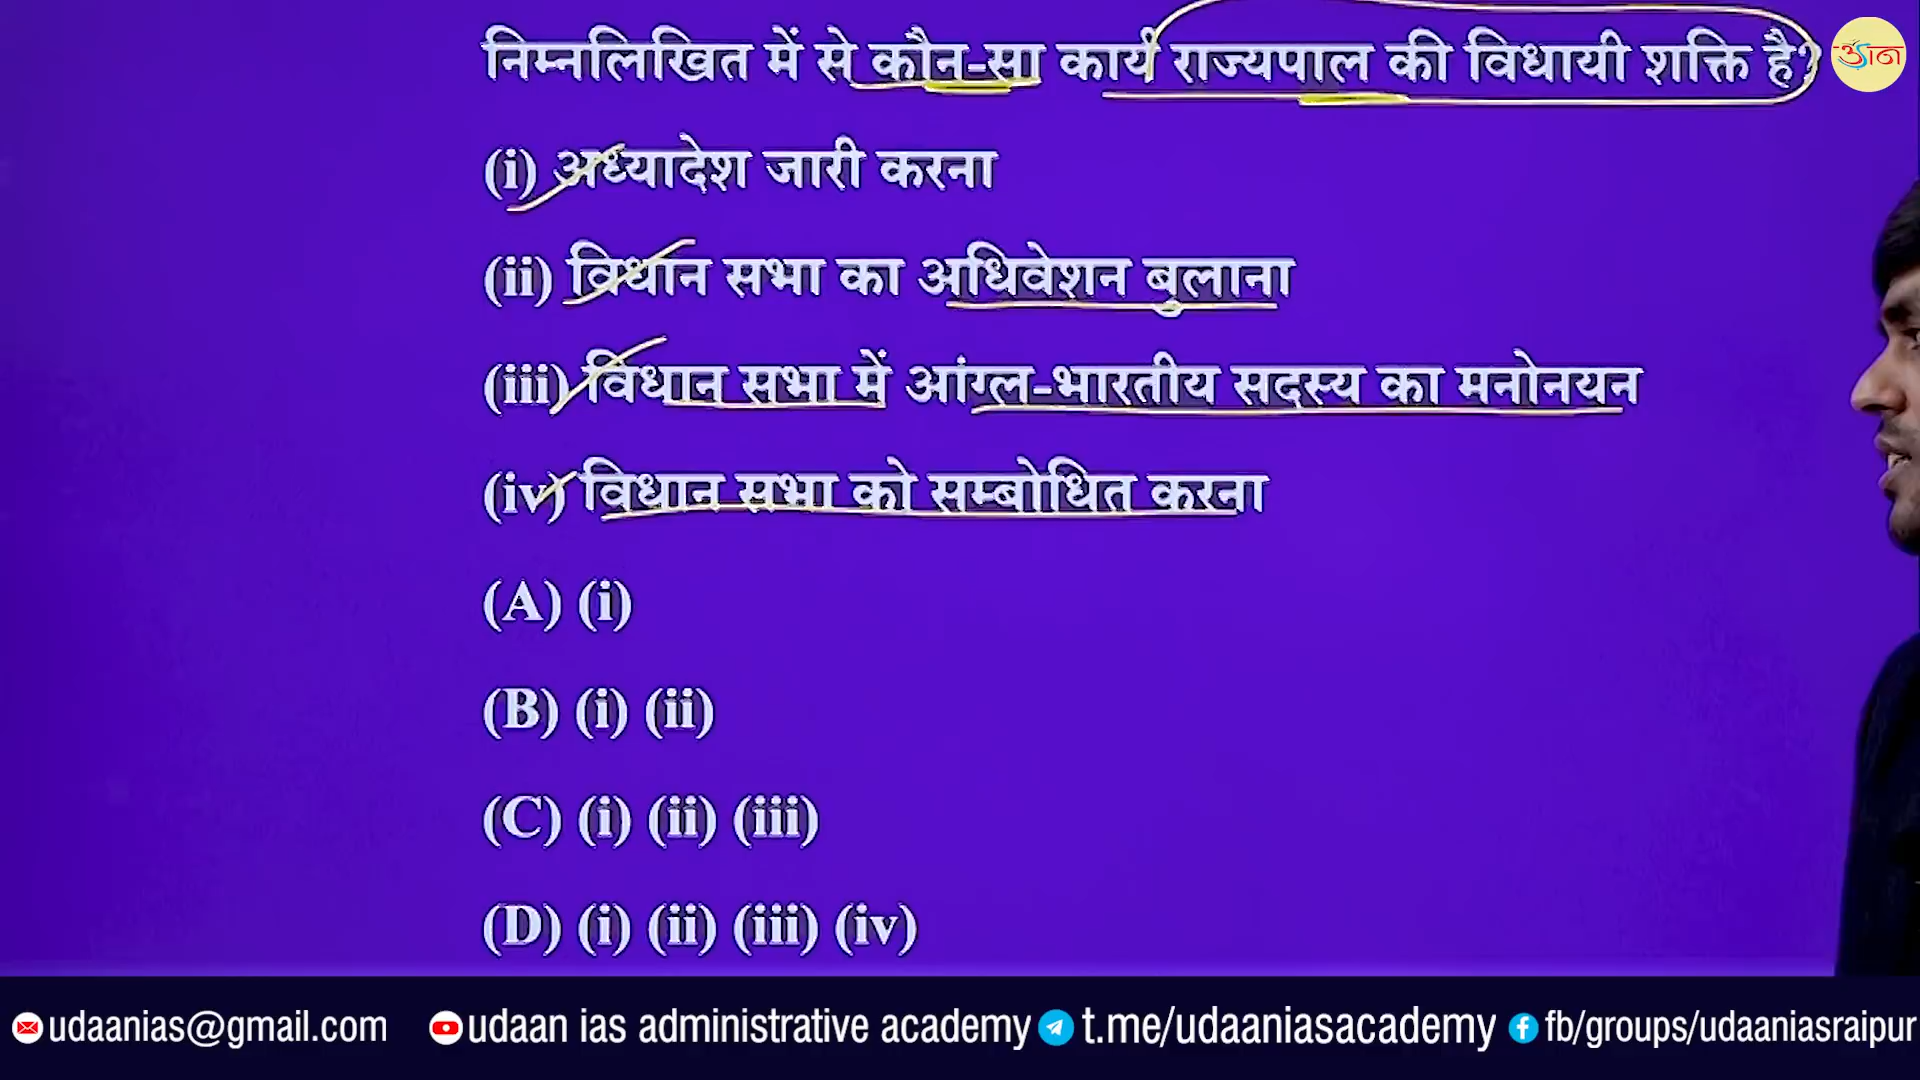 निम्नलिखित में से कौन-सा कार्य राज्यपाल की विधायी शक्ति है?
उड़ान
(i) अध्यादेश जारी करना
(ii) विधान सभा का अधिवेशन बुलाना
(iii) विधान सभा में आंग्ल-भारतीय सदस्य का मनोनयन
(iv) विधान सभा को सम्बोधित करना
(A) (i)
(B) (i) (ii)
(C) (i) (ii) (iii)
(D) (i) (ii) (iii) (iv)
udaanias@gmail.com udaan ias administrative academy t.me/udaaniasacademy fb/groups/udaaniasraipur